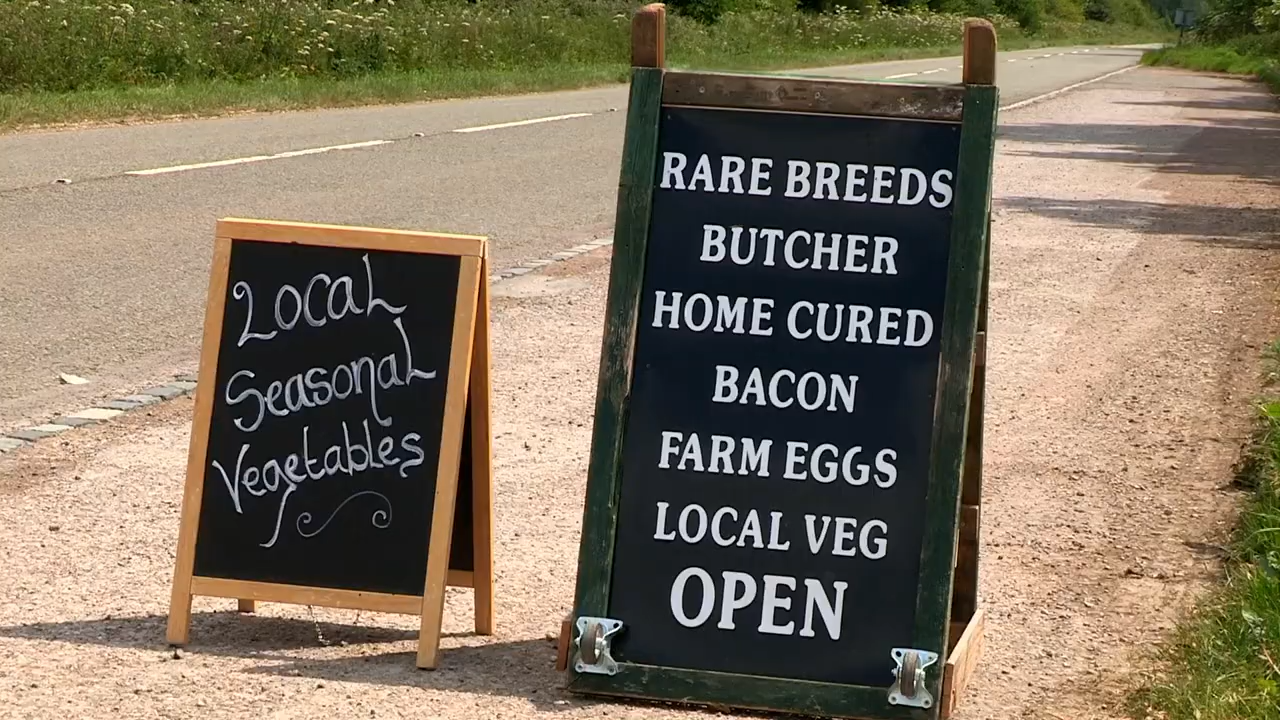 Local
Seasonal
Vegetables
RARE BREEDS
BUTCHER
HOME CURED
BACON
FARM EGGS
LOCAL VEG
OPEN